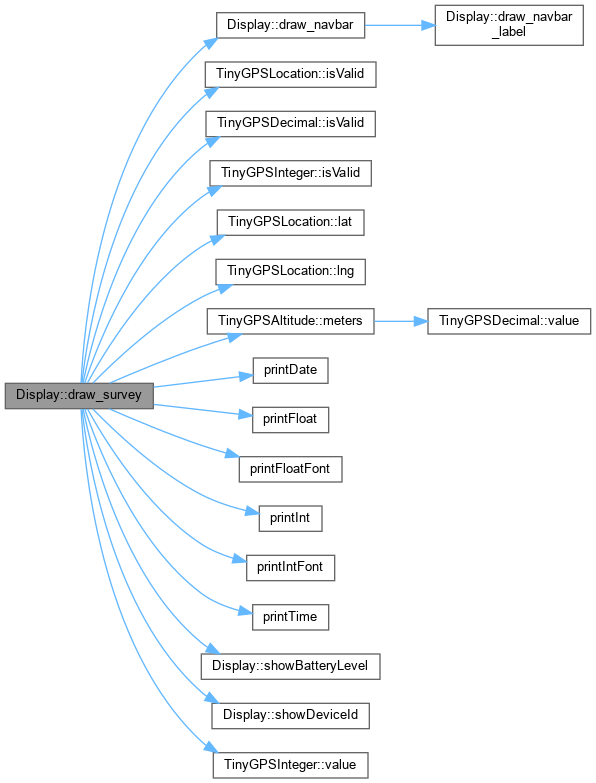 Display::draw_navbar
Display::draw_navbar
_label
TinyGPSLocation::isValid
TinyGPSDecimal::isValid
TinyGPSInteger::isValid
TinyGPSLocation::lat
TinyGPSLocation::lng
TinyGPSAltitude::meters
TinyGPSDecimal::value
printDate
Display::draw_survey
printFloat
printFloatFont
printInt
printIntFont
printTime
Display::showBatteryLevel
Display::showDeviceId
TinyGPSInteger::value